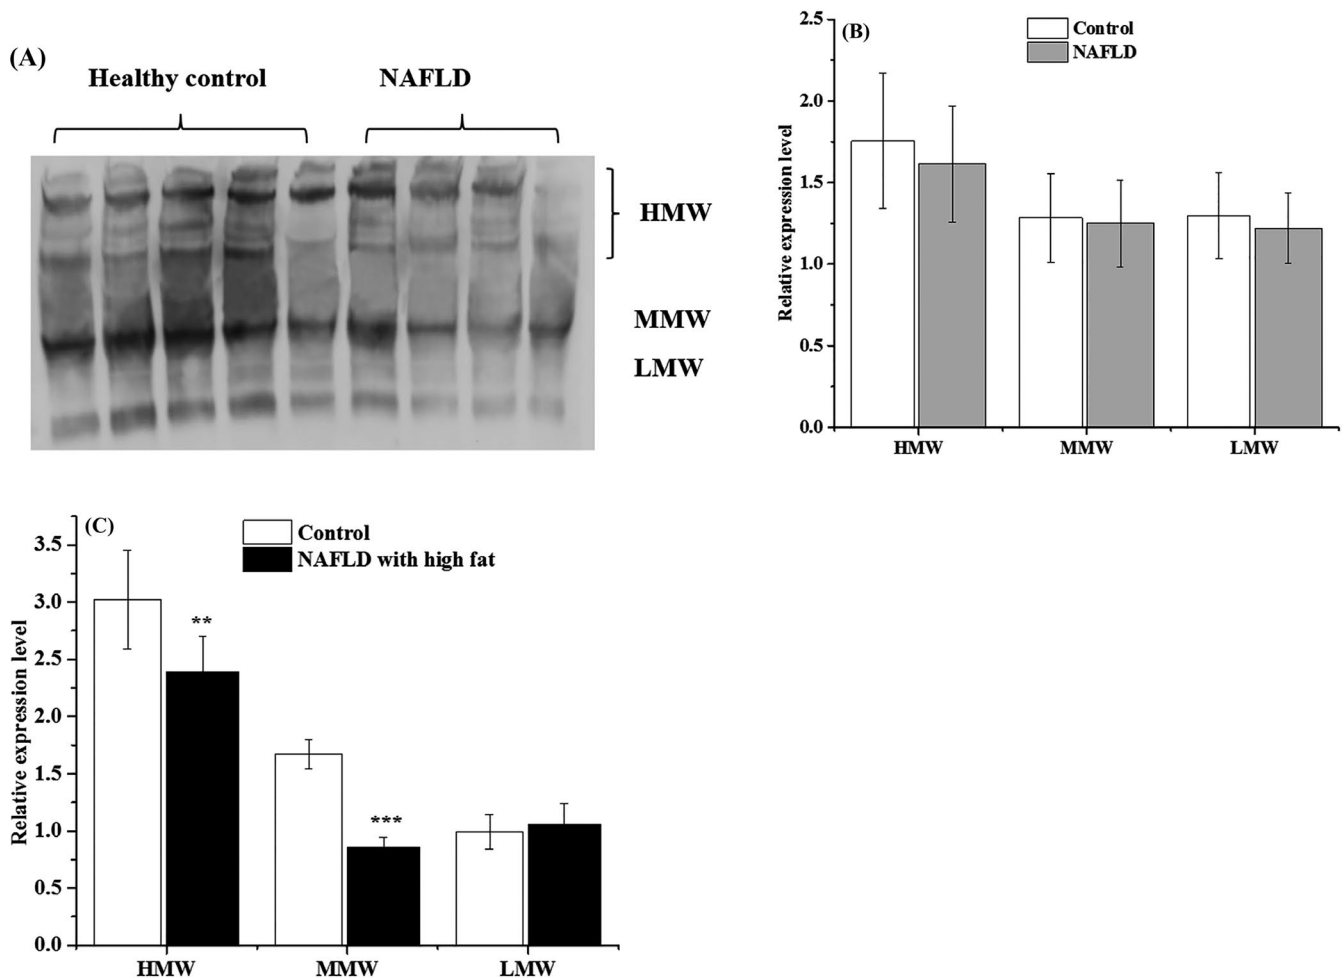 (A)
Healthy control
NAFLD
HMW
MMW
LMW
(B)
Control
NAFLD
Relative expression level
2.5
2.0
1.5
1.0
0.5
0.0
HMW
MMW
LMW
(C)
Control
NAFLD with high fat
Relative expression level
3.5
3.0
2.5
2.0
1.5
1.0
0.5
0.0
**
***
HMW
MMW
LMW